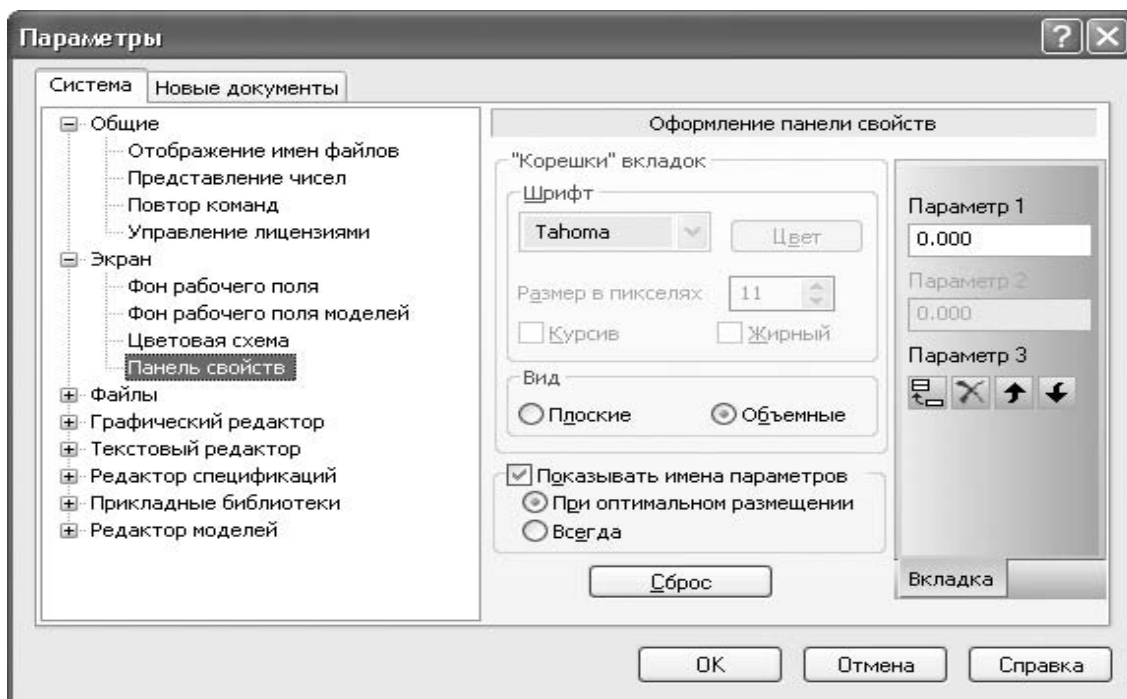 Параметры
Система
Новые документы
Общие
Отображение имен файлов
Представление чисел
Повтор команд
Управление лицензиями
Экран
Фон рабочего поля
Фон рабочего поля моделей
Цветовая схема
Панель свойств
Файлы
Графический редактор
Текстовый редактор
Редактор спецификаций
Прикладные библиотеки
Редактор моделей
Оформление панели свойств
"Корешки" вкладок
Шрифт
Tahoma
Цвет
Размер в пикселях
11
Курсив
Жирный
Вид
Плоские
Объемные
Показывать имена параметров
При оптимальном размещении
Всегда
Сброс
Параметр 1
0.000
Параметр 2
0.000
Параметр 3
Вкладка
OK
Отмена
Справка